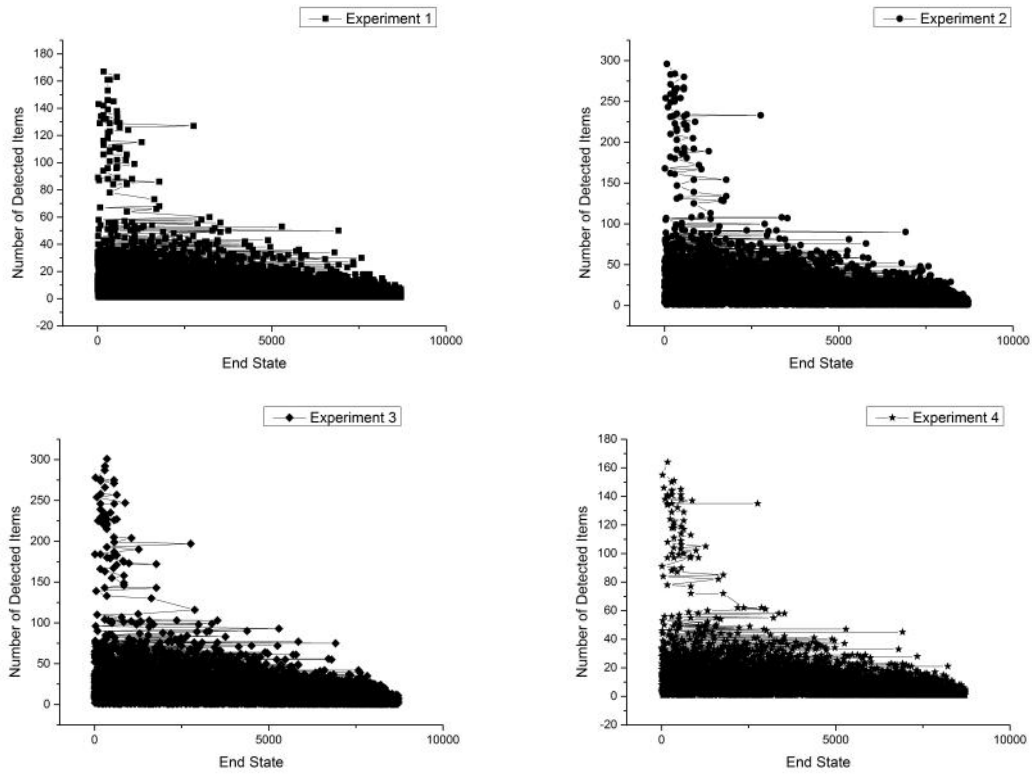 Experiment 1
180
160
140
120
100
80
60
40
20
0
-20
Number of Detected Items
0 5000 10000
End State
Experiment 2
300
250
200
150
100
50
0
Number of Detected Items
0 5000 10000
End State
Experiment 3
300
250
200
150
100
50
0
Number of Detected Items
0 5000 10000
End State
Experiment 4
180
160
140
120
100
80
60
40
20
0
-20
Number of Detected Items
0 5000 10000
End State